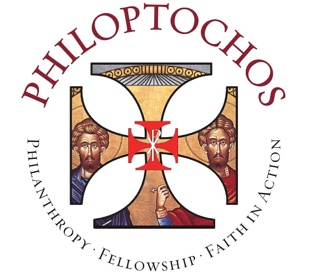 PHILOPTOCHOS
PHILANTHROPY · FELLOWSHIP · FAITH IN ACTION